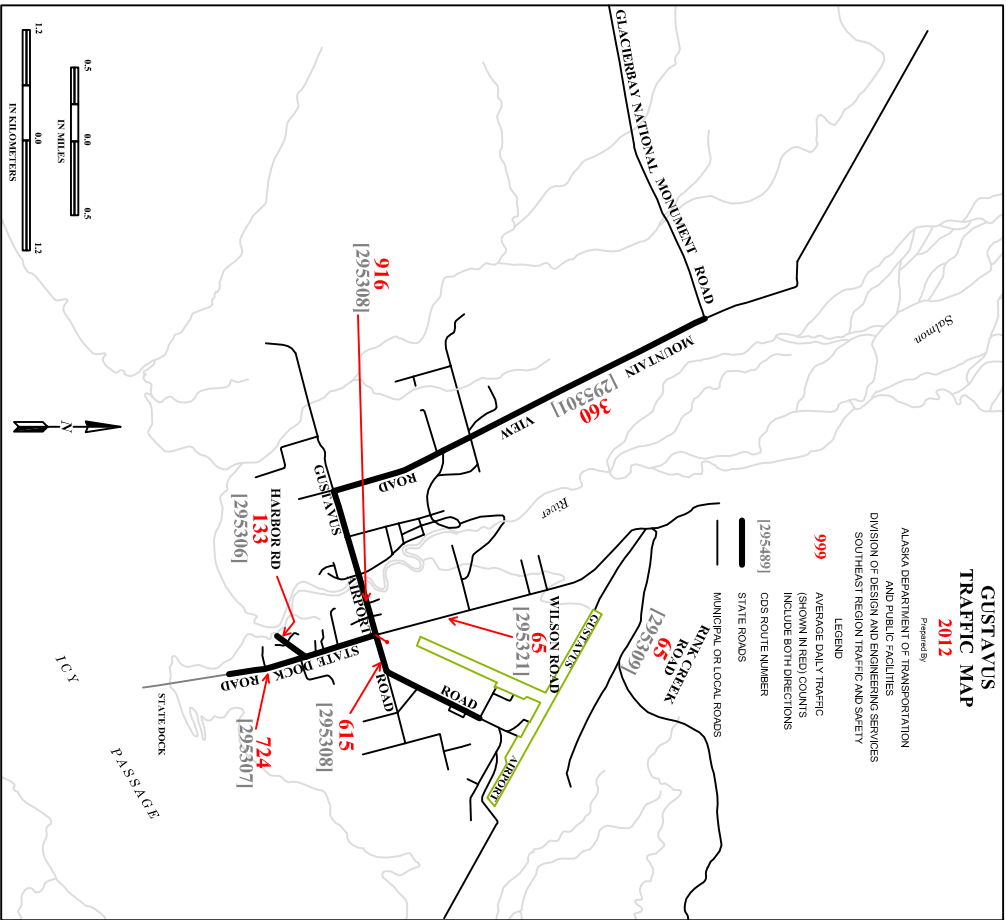 GUSTAVUS
TRAFFIC MAP
2012
Prepared By
ALASKA DEPARTMENT OF TRANSPORTATION
AND PUBLIC FACILITIES
DIVISION OF DESIGN AND ENGINEERING SERVICES
SOUTHEAST REGION TRAFFIC AND SAFETY
LEGEND
999
AVERAGE DAILY TRAFFIC
(SHOWN IN RED) COUNTS
INCLUDE BOTH DIRECTIONS
[295489]
CDS ROUTE NUMBER
STATE ROADS
MUNICIPAL OR LOCAL ROADS
GLACIERBAY NATIONAL MONUMENT ROAD
Salmon
River
MOUNTAIN
VIEW
ROAD
360
[295301]
916
[295308]
GUSTAVUS
AIRPORT
ROAD
ROAD
HARBOR RD
133
[295306]
STATE DOCK
ROAD
724
[295307]
615
[295308]
WILSON ROAD
65
[295321]
RINK CREEK
ROAD
65
[295309]
GUSTAVUS
AIRPORT
STATE DOCK
ICY
PASSAGE
N
0.5
0.0
0.5
IN MILES
1.2
0.0
1.2
IN KILOMETERS